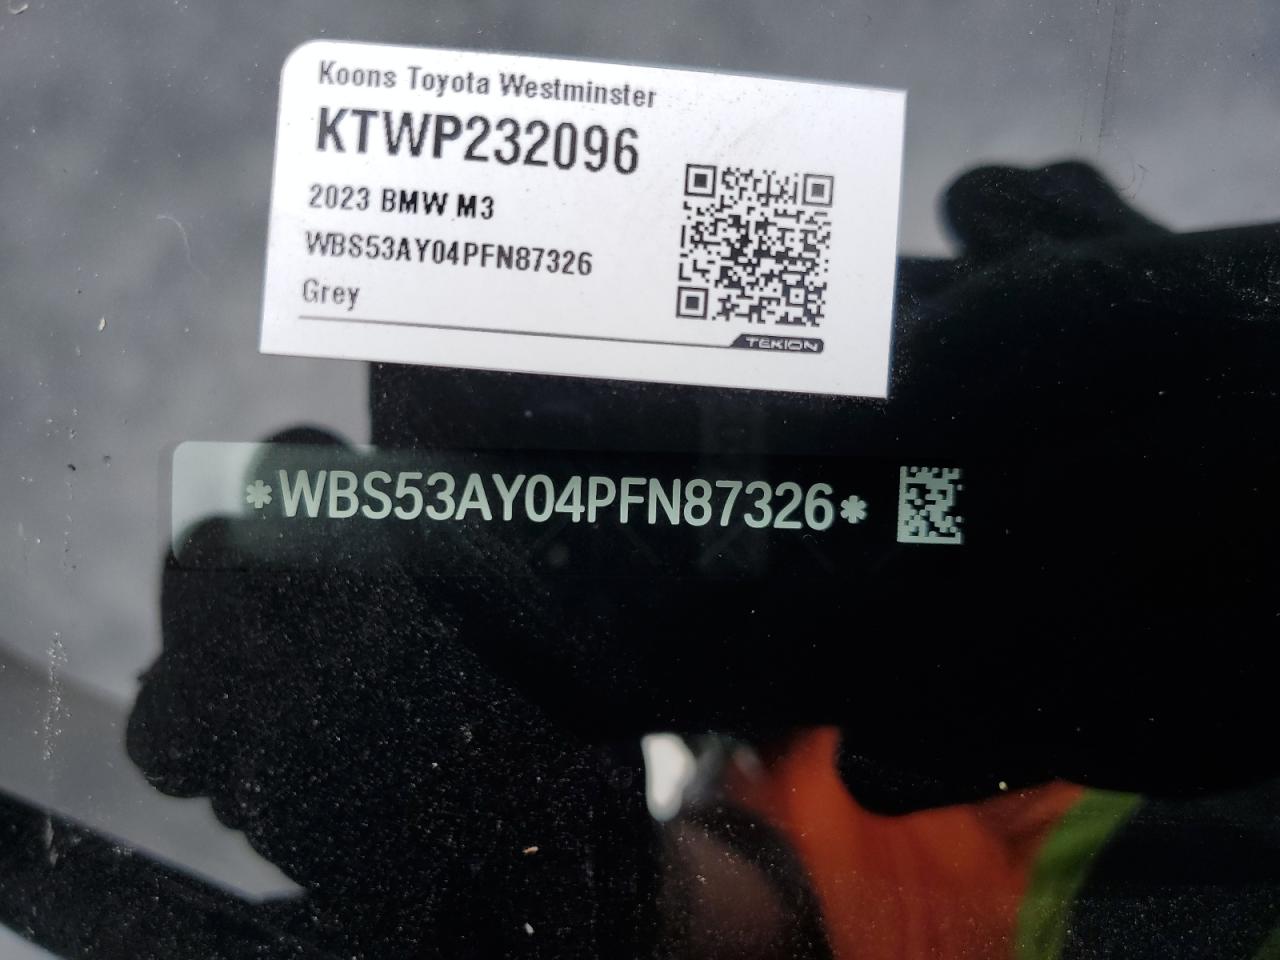 Koons Toyota Westminster
KTWP232096
2023 BMW M3
WBS53AY04PFN87326
Grey
TEKION
*WBS53AY04PFN87326*